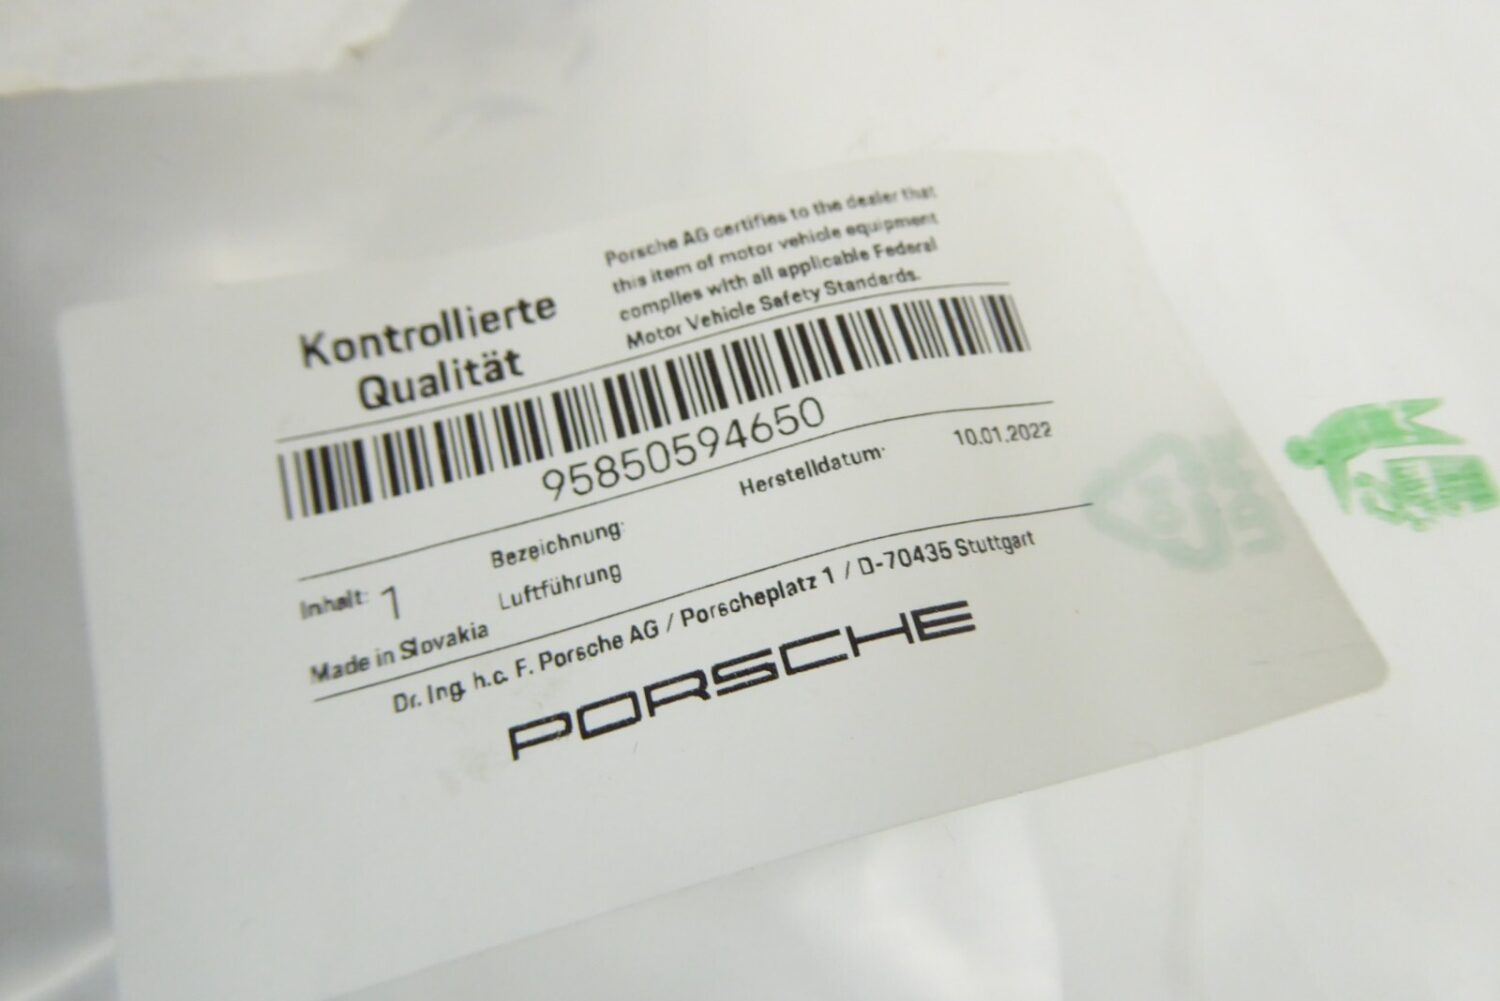 Kontrollierte
Qualität
Porsche AG certifies to the dealer that
this item of motor vehicle equipment
complies with all applicable Federal
Motor Vehicle Safety Standards.
95850594650
Inhalt: 1
Bezeichnung:
Luftführung
Herstelldatum:
10.01.2022
Made in Slovakia
Dr. Ing. h.c. F. Porsche AG / Porscheplatz 1 / D-70435 Stuttgart
PORSCHE